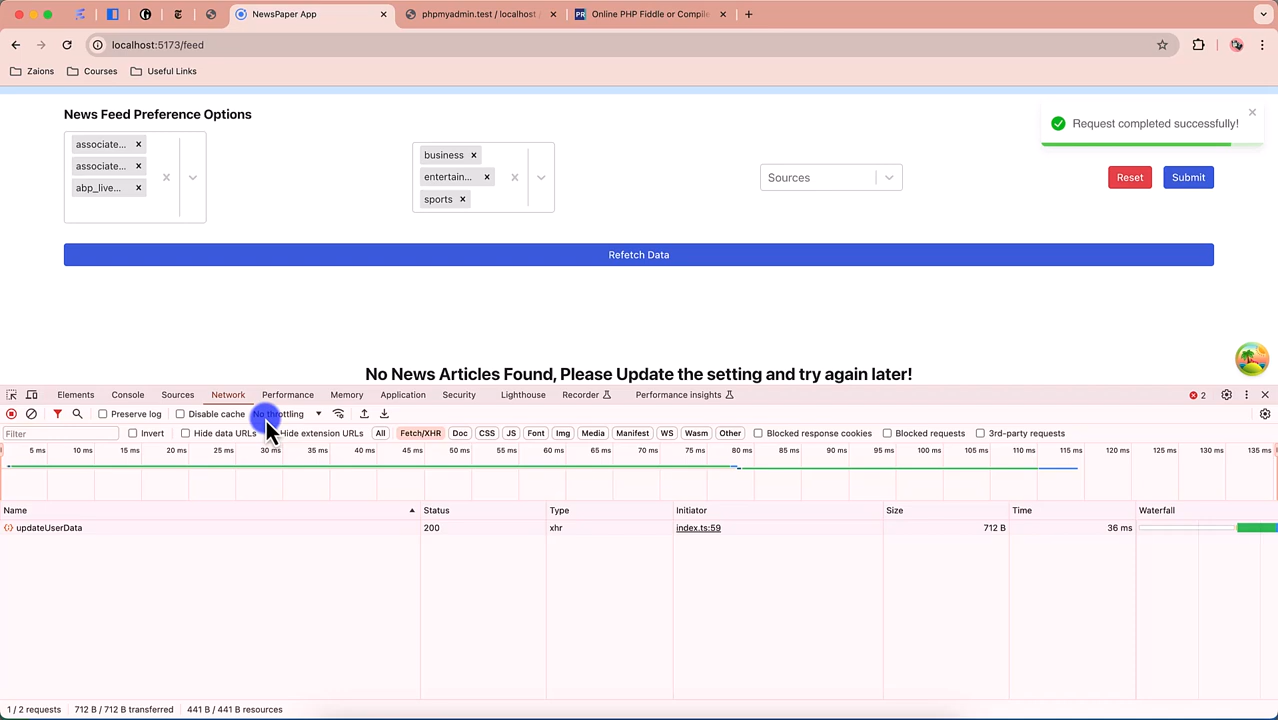 NewsPaper App
phpmyadmin.test / localhost /
Online PHP Fiddle or Compile
localhost:5173/feed
Zaions
Courses
Useful Links
News Feed Preference Options
Request completed successfully!
associate...
associate...
abp_live...
business
entertain...
sports
Sources
Reset
Submit
Refetch Data
No News Articles Found, Please Update the setting and try again later!
Elements Console Sources Network Performance Memory Application Security Lighthouse Recorder Performance insights 2
Preserve log Disable cache No throttling
Filter Invert Hide data URLs Hide extension URLs All Fetch/XHR Doc CSS JS Font Img Media Manifest WS Wasm Other Blocked response cookies Blocked requests 3rd-party requests
5 ms 10 ms 15 ms 20 ms 25 ms 30 ms 35 ms 40 ms 45 ms 50 ms 55 ms 60 ms 65 ms 70 ms 75 ms 80 ms 85 ms 90 ms 95 ms 100 ms 105 ms 110 ms 115 ms 120 ms 125 ms 130 ms 135 ms
Name Status Type Initiator Size Time Waterfall
updateUserData 200 xhr index.ts:59 712 B 36 ms
1 / 2 requests 712 B / 712 B transferred 441 B / 441 B resources